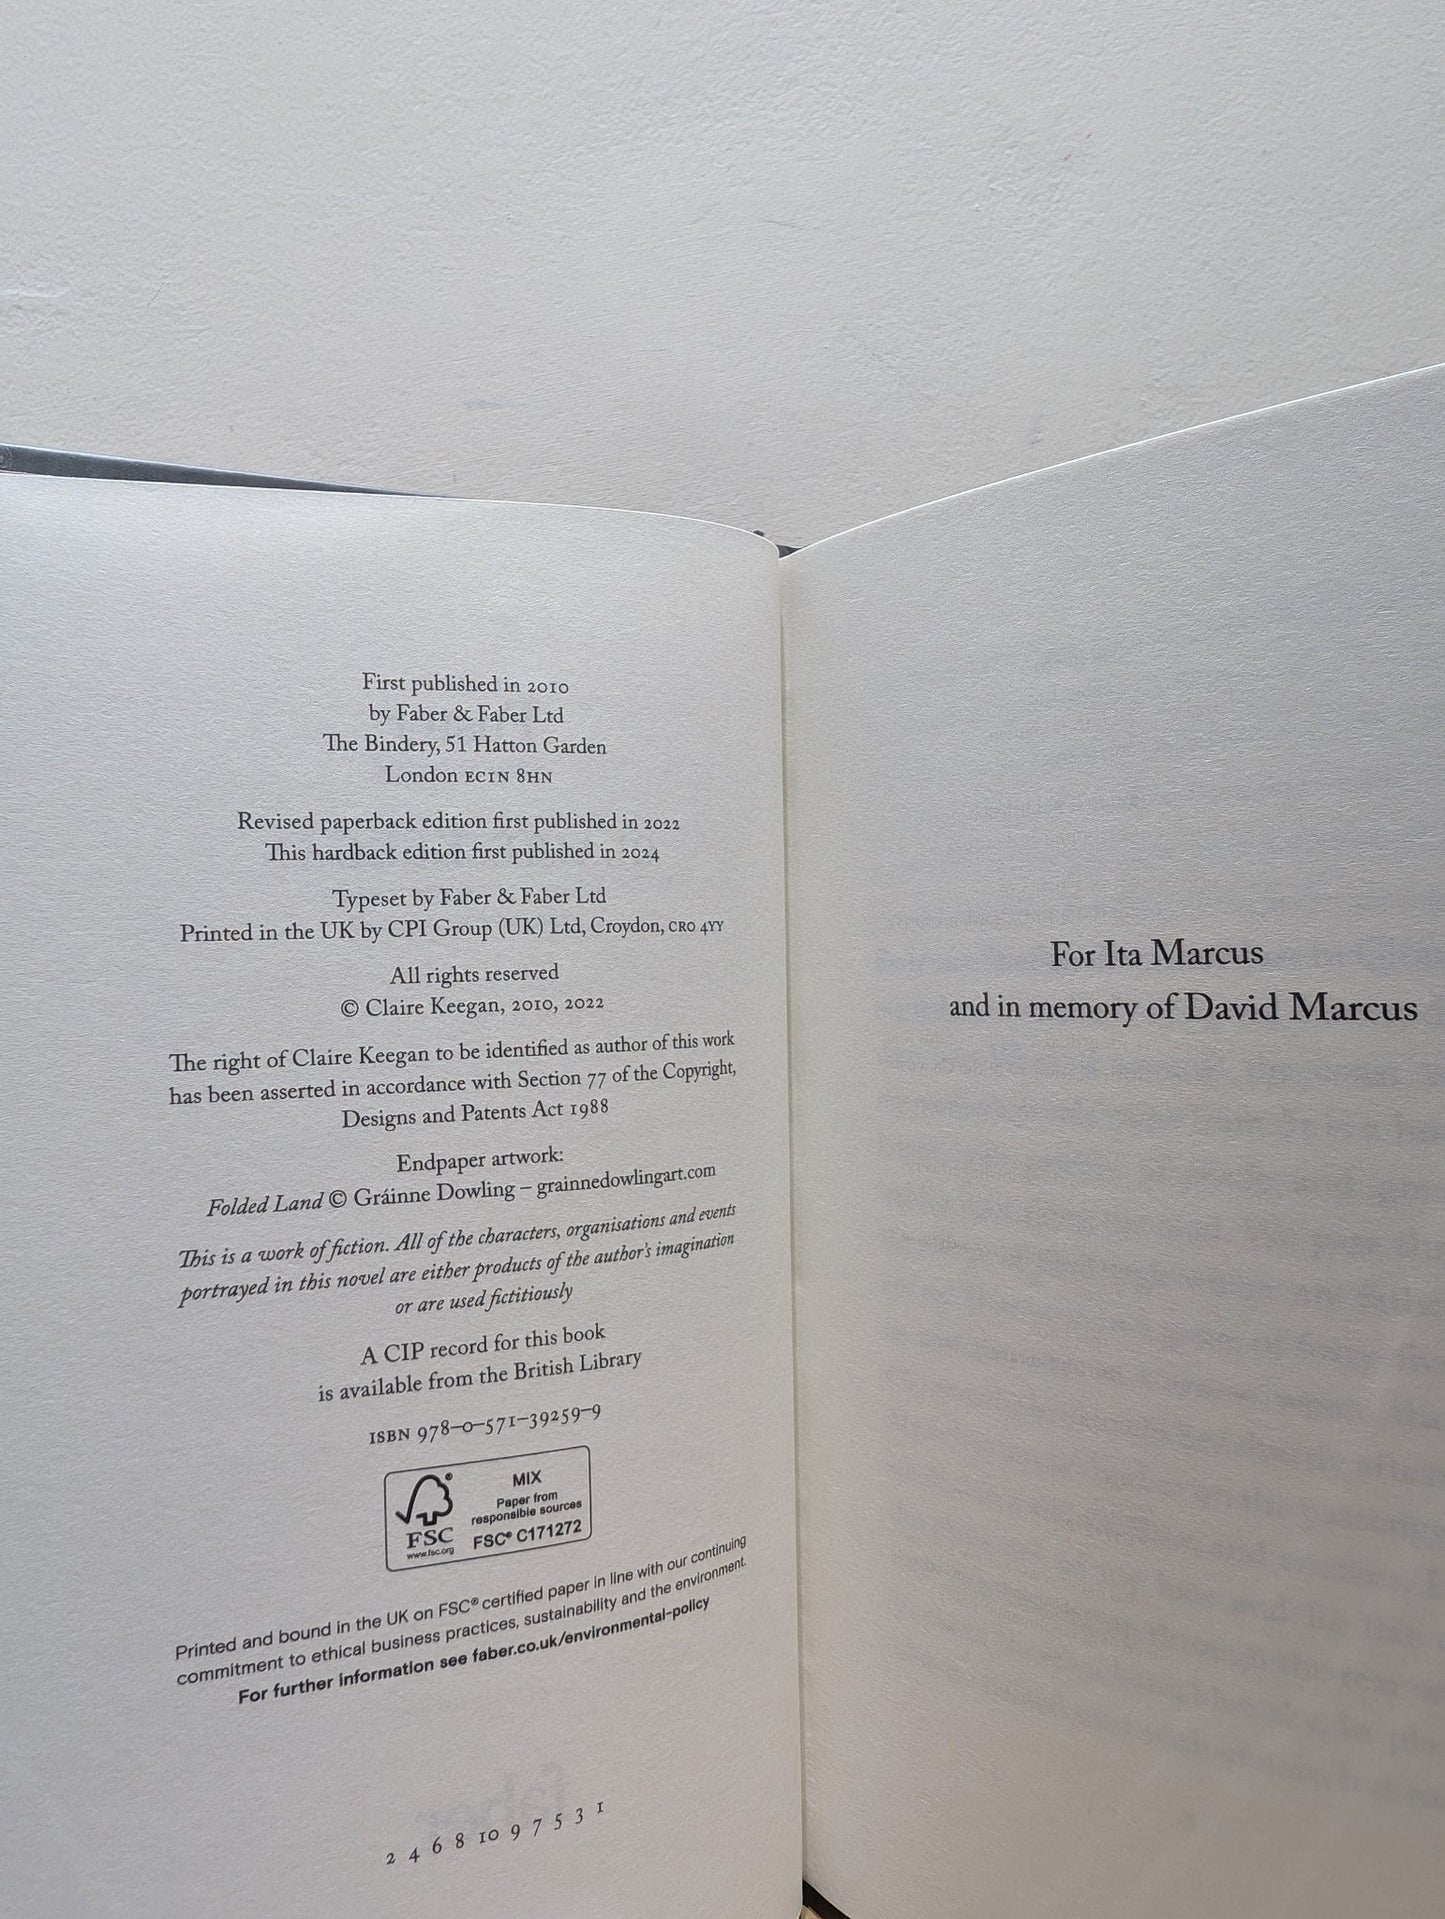 First published in 2010
by Faber & Faber Ltd
The Bindery, 51 Hatton Garden
London EC1N 8HN
Revised paperback edition first published in 2022
This hardback edition first published in 2024
Typeset by Faber & Faber Ltd
Printed in the UK by CPI Group (UK) Ltd, Croydon, CR0 4YY
All rights reserved
© Claire Keegan, 2010, 2022
The right of Claire Keegan to be identified as author of this work
has been asserted in accordance with Section 77 of the Copyright,
Designs and Patents Act 1988
Endpaper artwork:
Folded Land © Gráinne Dowling – grainnedowlingart.com
This is a work of fiction. All of the characters, organisations and events
portrayed in this novel are either products of the author's imagination
or are used fictitiously
A CIP record for this book
is available from the British Library
ISBN 978–0–571–39259–9
MIX
Paper from
responsible sources
FSC® C171272
FSC
www.fsc.org
Printed and bound in the UK on FSC® certified paper in line with our continuing
commitment to ethical business practices, sustainability and the environment.
For further information see faber.co.uk/environmental-policy
2 4 6 8 10 9 7 5 3 1
For Ita Marcus
and in memory of David Marcus